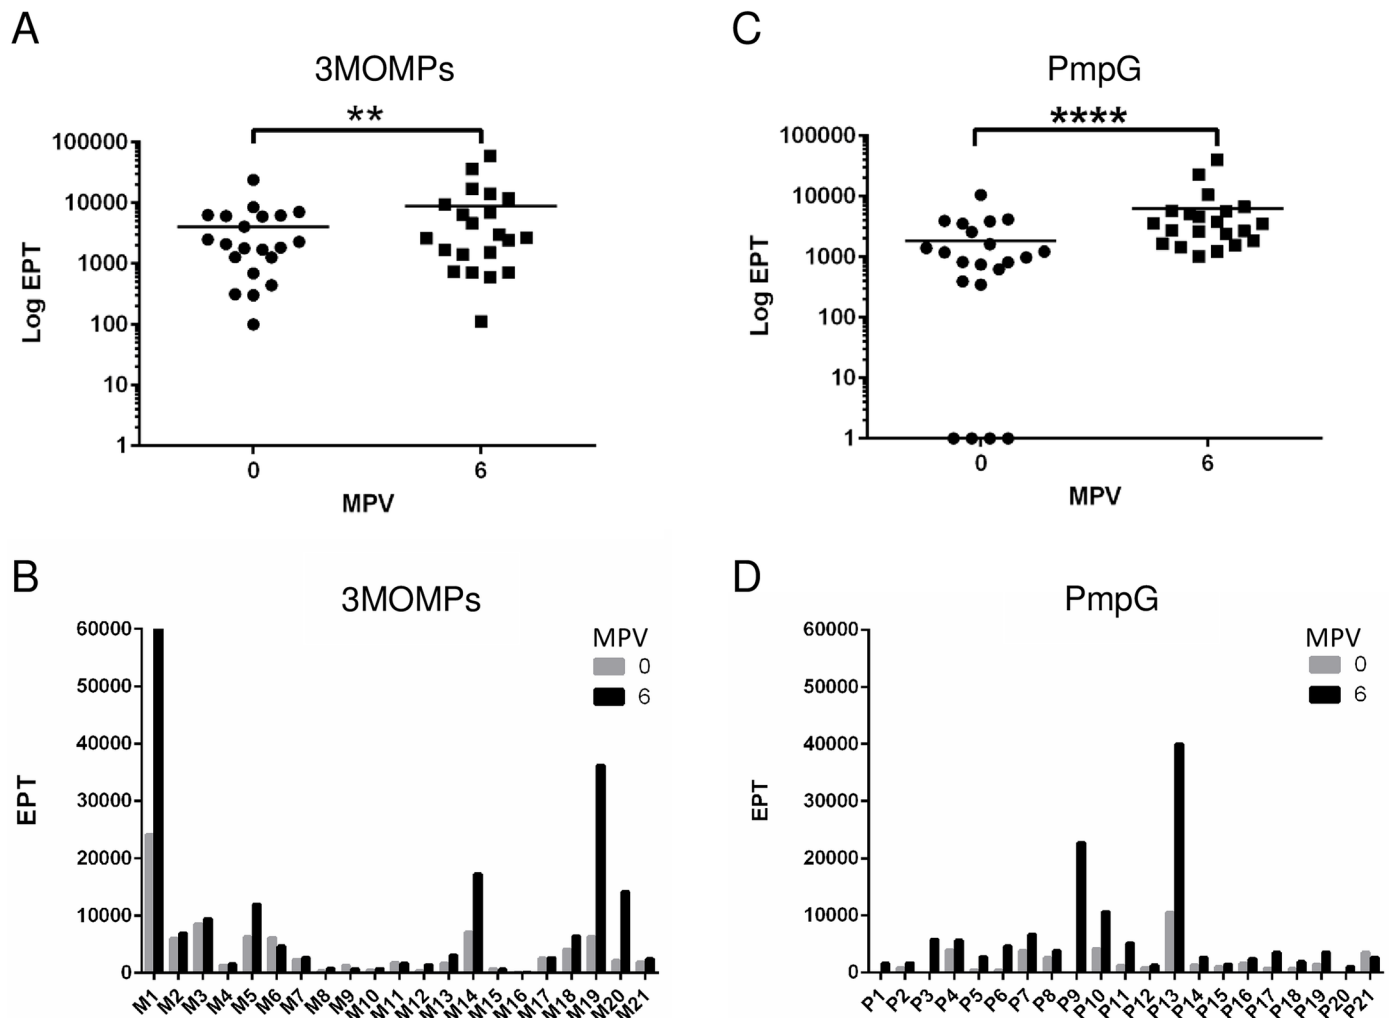 A
3MOMPs
**
100000
10000
1000
100
10
1
Log EPT
0
6
MPV
C
PmpG
****
100000
10000
1000
100
10
1
Log EPT
0
6
MPV
B
3MOMPs
MPV
0
6
60000
50000
40000
30000
20000
10000
0
EPT
M1 M2 M3 M4 M5 M6 M7 M8 M9 M10 M11 M12 M13 M14 M15 M16 M17 M18 M19 M20 M21
D
PmpG
MPV
0
6
60000
50000
40000
30000
20000
10000
0
EPT
P1 P2 P3 P4 P5 P6 P7 P8 P9 P10 P11 P12 P13 P14 P15 P16 P17 P18 P19 P20 P21